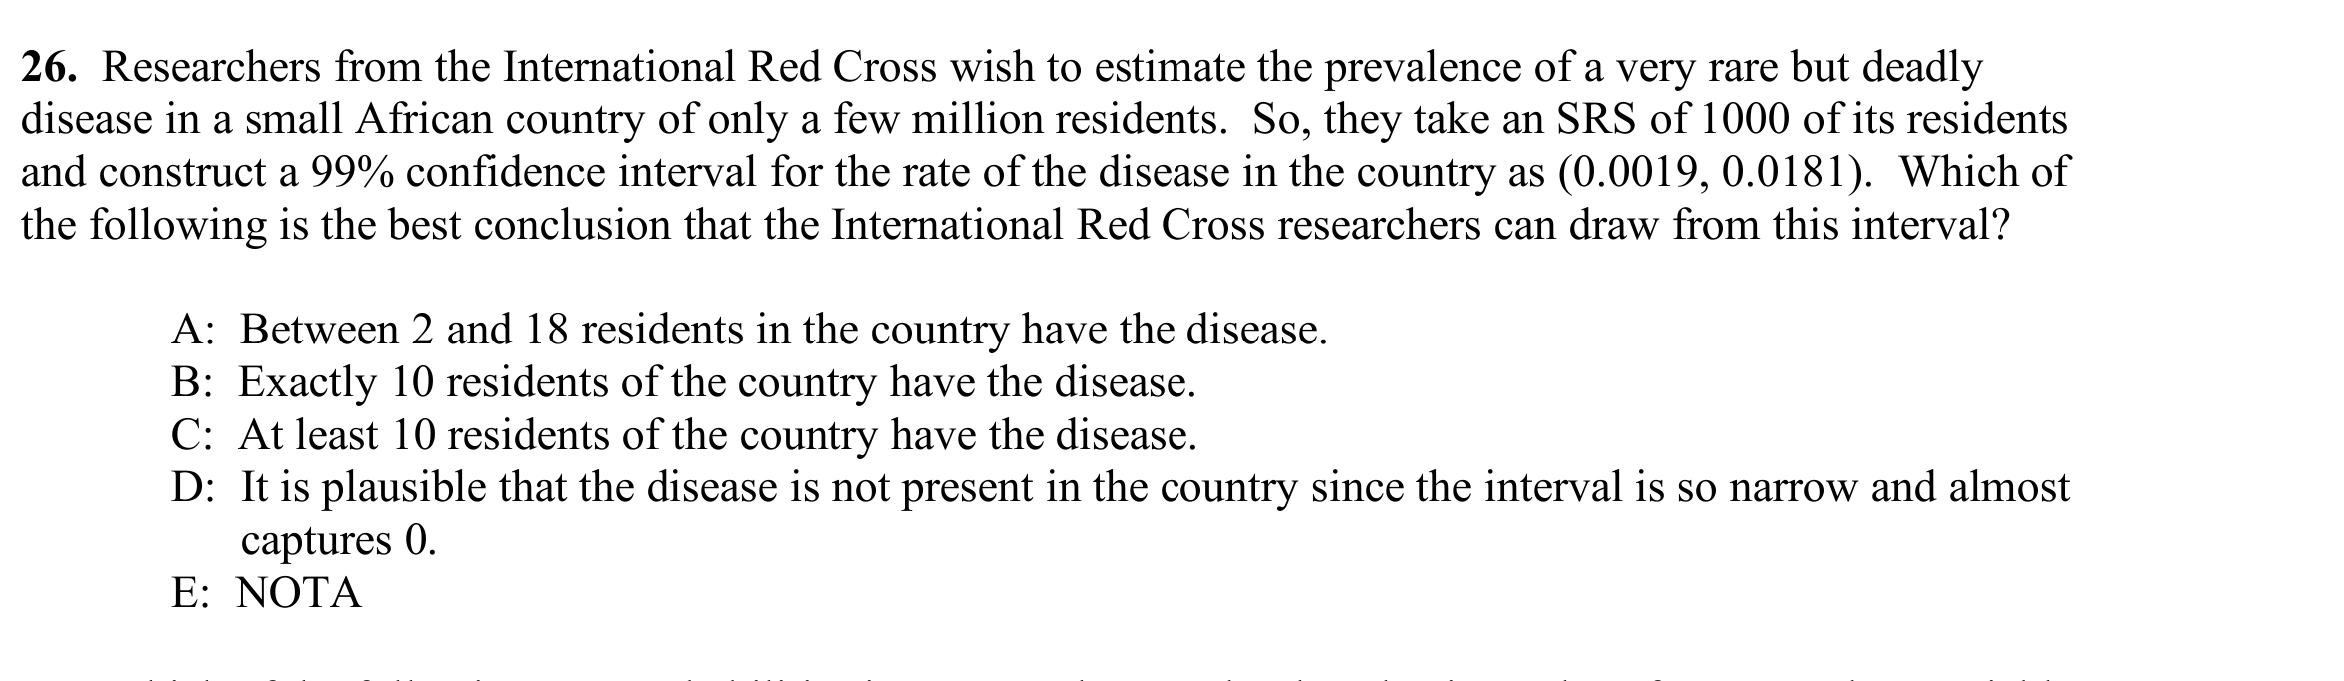 26. Researchers from the International Red Cross wish to estimate the prevalence of a very rare but deadly
disease in a small African country of only a few million residents. So, they take an SRS of 1000 of its residents
and construct a 99% confidence interval for the rate of the disease in the country as (0.0019, 0.0181). Which of
the following is the best conclusion that the International Red Cross researchers can draw from this interval?
A: Between 2 and 18 residents in the country have the disease.
B: Exactly 10 residents of the country have the disease.
C: At least 10 residents of the country have the disease.
D: It is plausible that the disease is not present in the country since the interval is so narrow and almost
captures 0.
E: NOTA